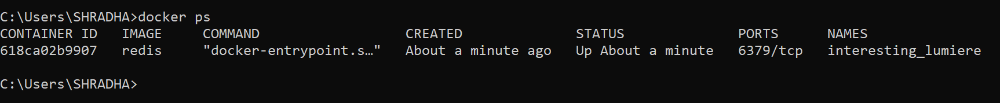 C:\Users\SHRADHA>docker ps
CONTAINER ID   IMAGE     COMMAND                  CREATED              STATUS              PORTS      NAMES
618ca02b9907   redis     "docker-entrypoint.s…"   About a minute ago   Up About a minute   6379/tcp   interesting_lumiere
C:\Users\SHRADHA>